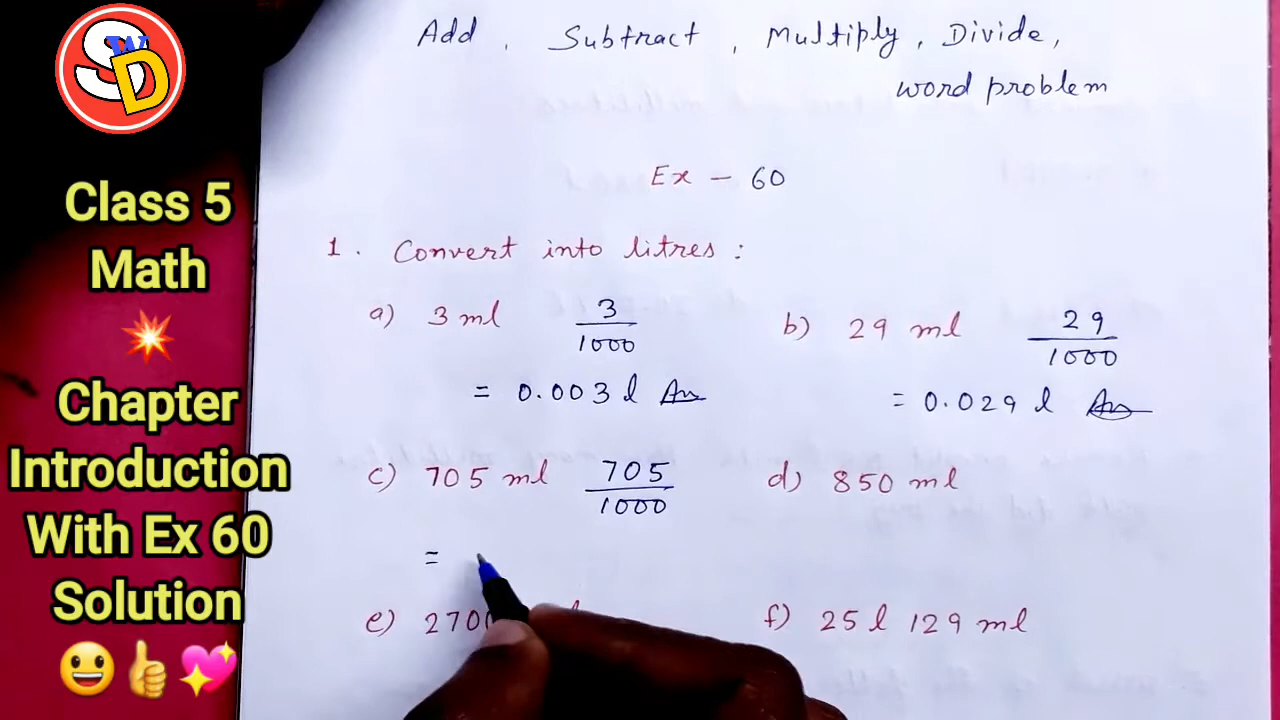 SWD
Class 5
Math
Chapter
Introduction
With Ex 60
Solution
Add , Subtract , Multiply , Divide ,
word problem
Ex - 60
1. Convert into litres :
a) 3 ml 3/1000
= 0.003 l Ans
b) 29 ml 29/1000
= 0.029 l Ans
c) 705 ml 705/1000
=
d) 850 ml
e)
f) 25 l 129 ml